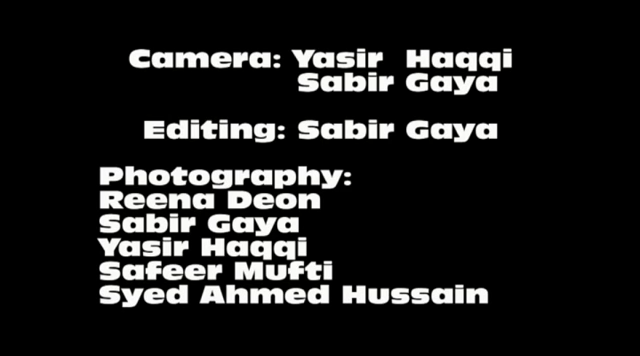 Camera: Yasir Haqqi
Sabir Gaya
Editing: Sabir Gaya
Photography:
Reena Deon
Sabir Gaya
Yasir Haqqi
Safeer Mufti
Syed Ahmed Hussain